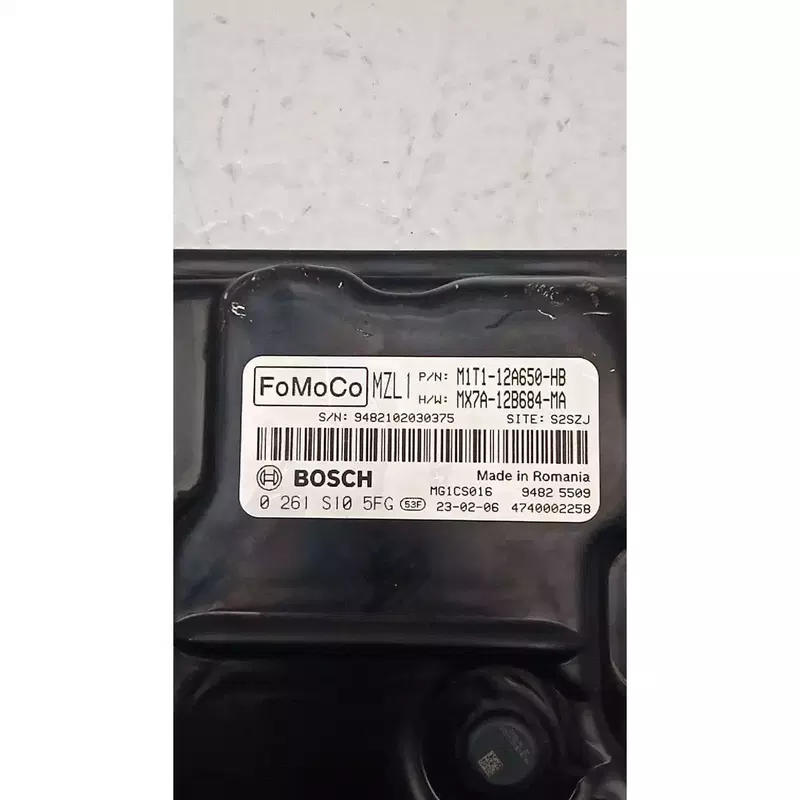 FoMoCo MZL1 P/N: M1T1-12A650-HB
H/W: MX7A-12B684-MA
S/N: 9482102030375 SITE: S2SZJ
BOSCH Made in Romania
MG1CS016 9482 5509
0 261 S10 5FG 53F 23-02-06 4740002258